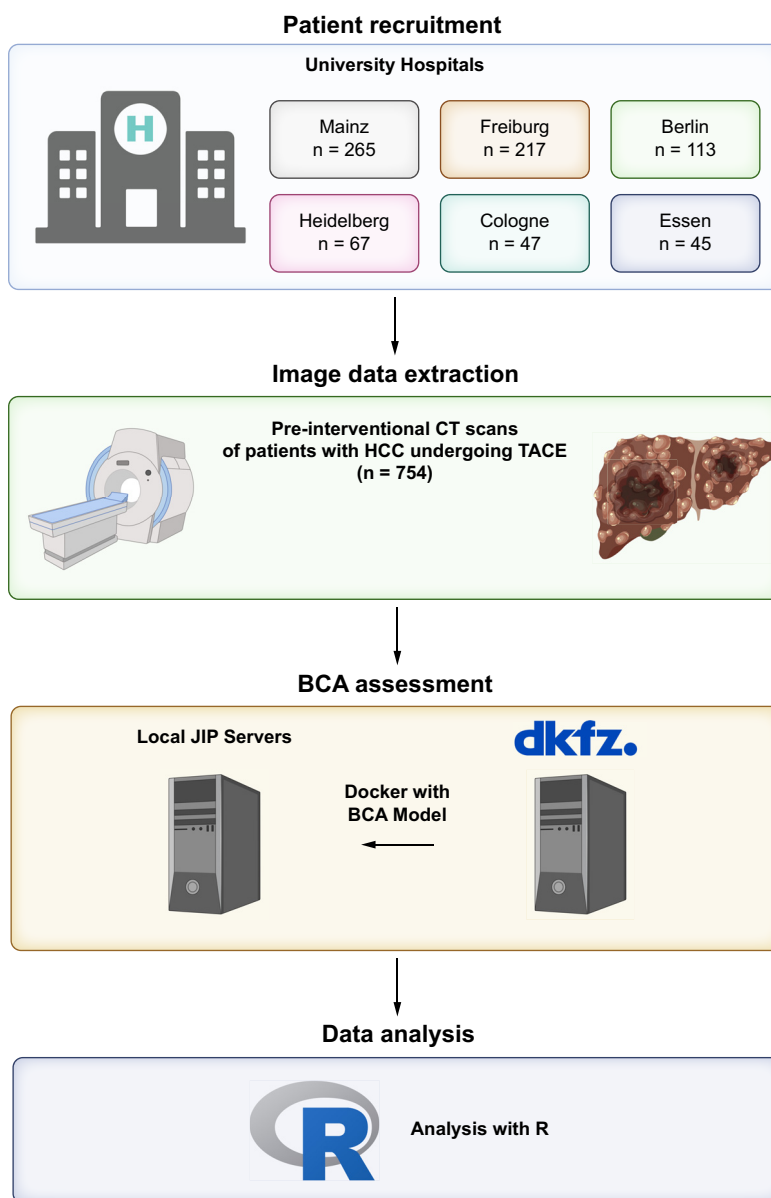 Patient recruitment
University Hospitals
H
Mainz
n = 265
Freiburg
n = 217
Berlin
n = 113
Heidelberg
n = 67
Cologne
n = 47
Essen
n = 45
Image data extraction
Pre-interventional CT scans
of patients with HCC undergoing TACE
(n = 754)
BCA assessment
Local JIP Servers
dkfz.
Docker with
BCA Model
Data analysis
R
Analysis with R